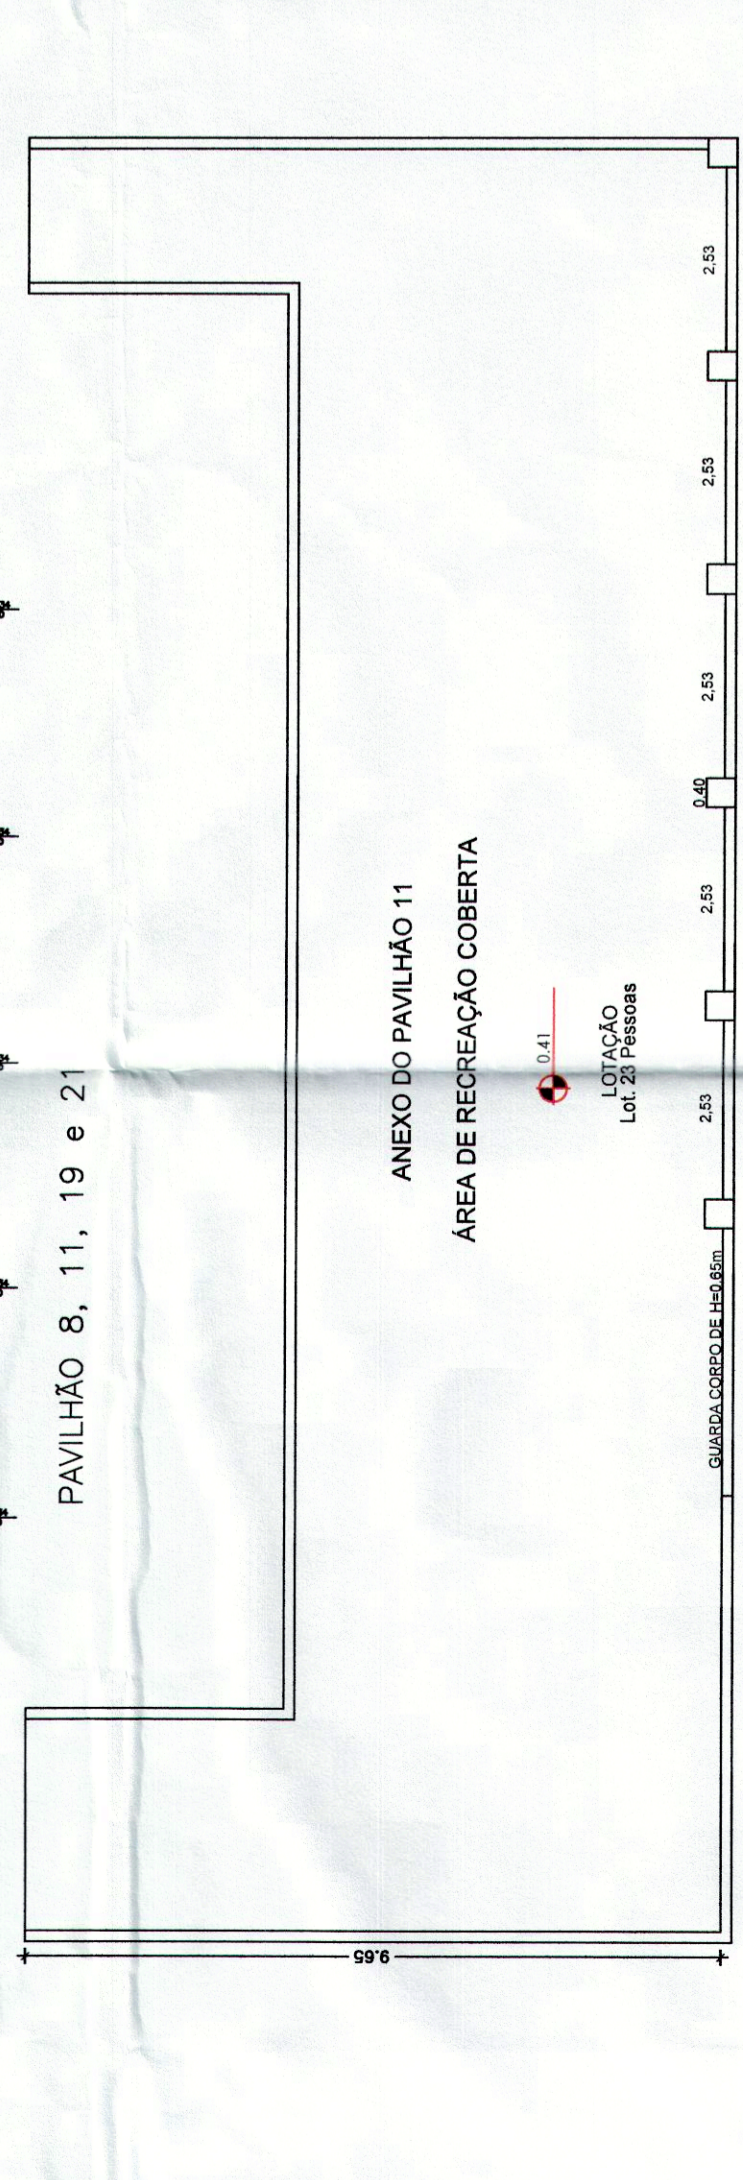 PAVILHÃO 8, 11, 19 e 21
ANEXO DO PAVILHÃO 11
ÁREA DE RECREAÇÃO COBERTA
0.41
LOTAÇÃO
Lot. 23 Pessoas
9.65
GUARDA CORPO DE H=0.65m
2,53
2,53
0.40
2,53
2,53
2,53